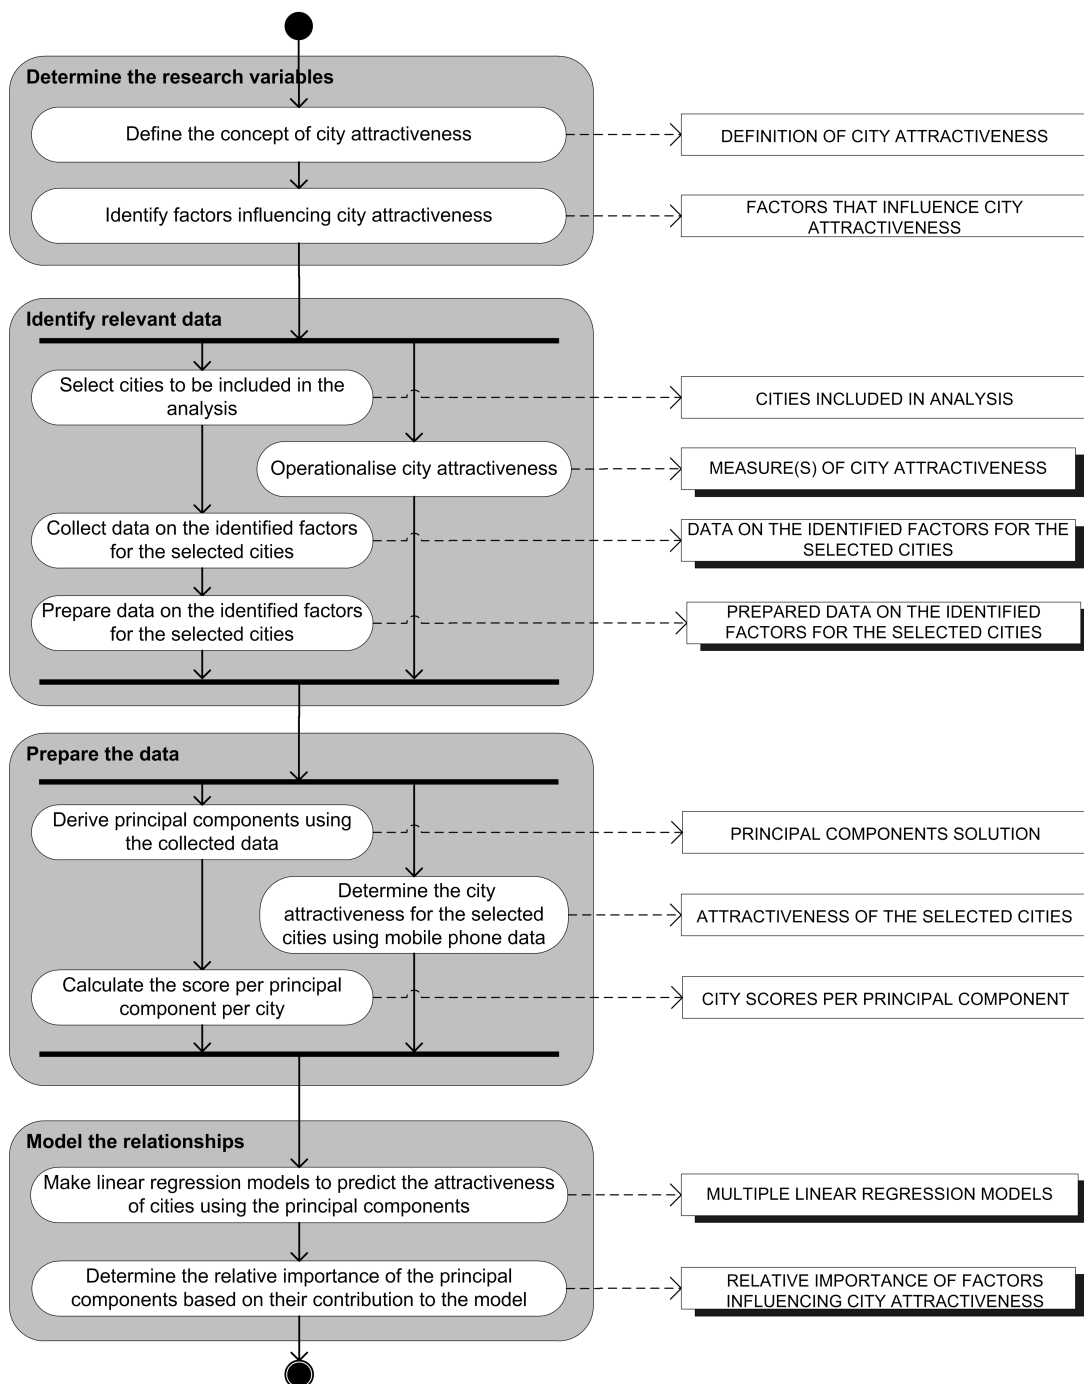 Determine the research variables
Define the concept of city attractiveness
DEFINITION OF CITY ATTRACTIVENESS
Identify factors influencing city attractiveness
FACTORS THAT INFLUENCE CITY
ATTRACTIVENESS
Identify relevant data
Select cities to be included in the
analysis
CITIES INCLUDED IN ANALYSIS
Operationalise city attractiveness
MEASURE(S) OF CITY ATTRACTIVENESS
Collect data on the identified factors
for the selected cities
DATA ON THE IDENTIFIED FACTORS FOR THE
SELECTED CITIES
Prepare data on the identified factors
for the selected cities
PREPARED DATA ON THE IDENTIFIED
FACTORS FOR THE SELECTED CITIES
Prepare the data
Derive principal components using
the collected data
PRINCIPAL COMPONENTS SOLUTION
Determine the city
attractiveness for the selected
cities using mobile phone data
ATTRACTIVENESS OF THE SELECTED CITIES
Calculate the score per principal
component per city
CITY SCORES PER PRINCIPAL COMPONENT
Model the relationships
Make linear regression models to predict the attractiveness
of cities using the principal components
MULTIPLE LINEAR REGRESSION MODELS
Determine the relative importance of the principal
components based on their contribution to the model
RELATIVE IMPORTANCE OF FACTORS
INFLUENCING CITY ATTRACTIVENESS